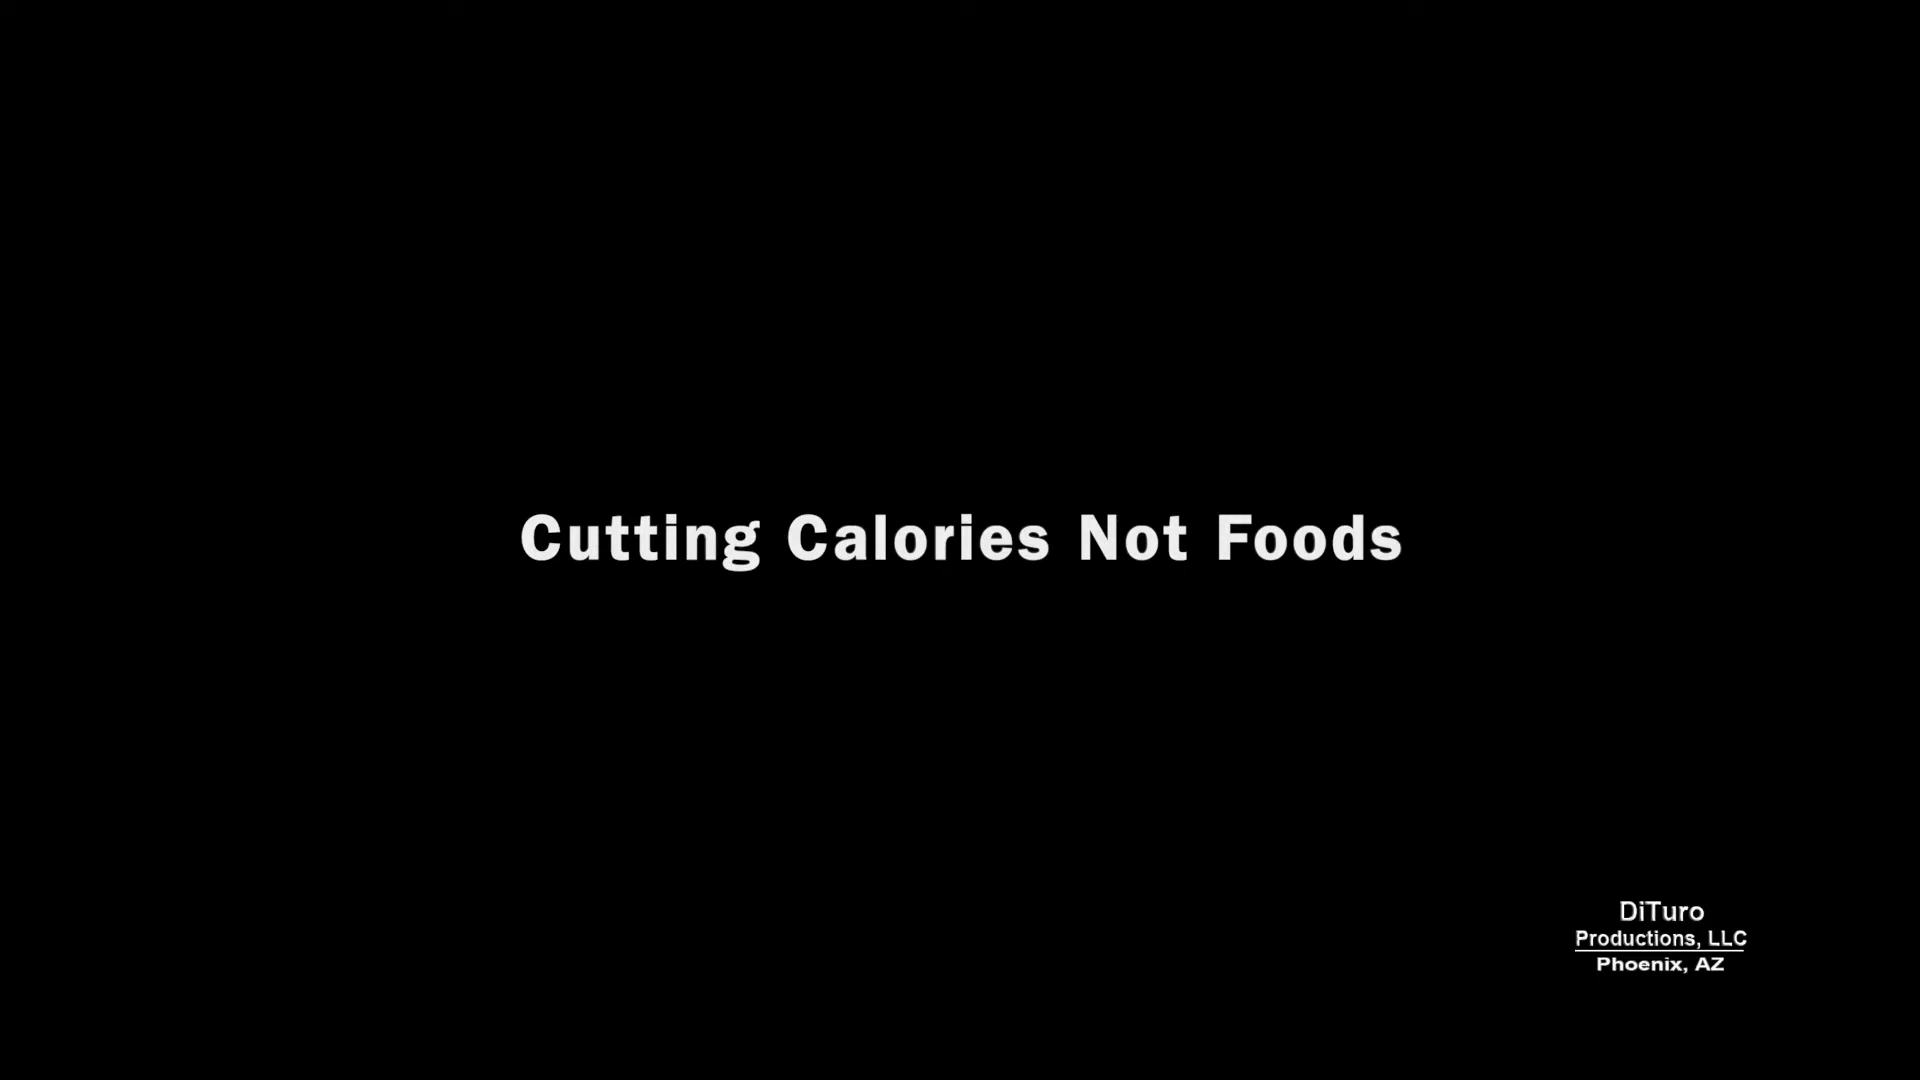 Cutting Calories Not Foods
DiTuro
Productions, LLC
Phoenix, AZ